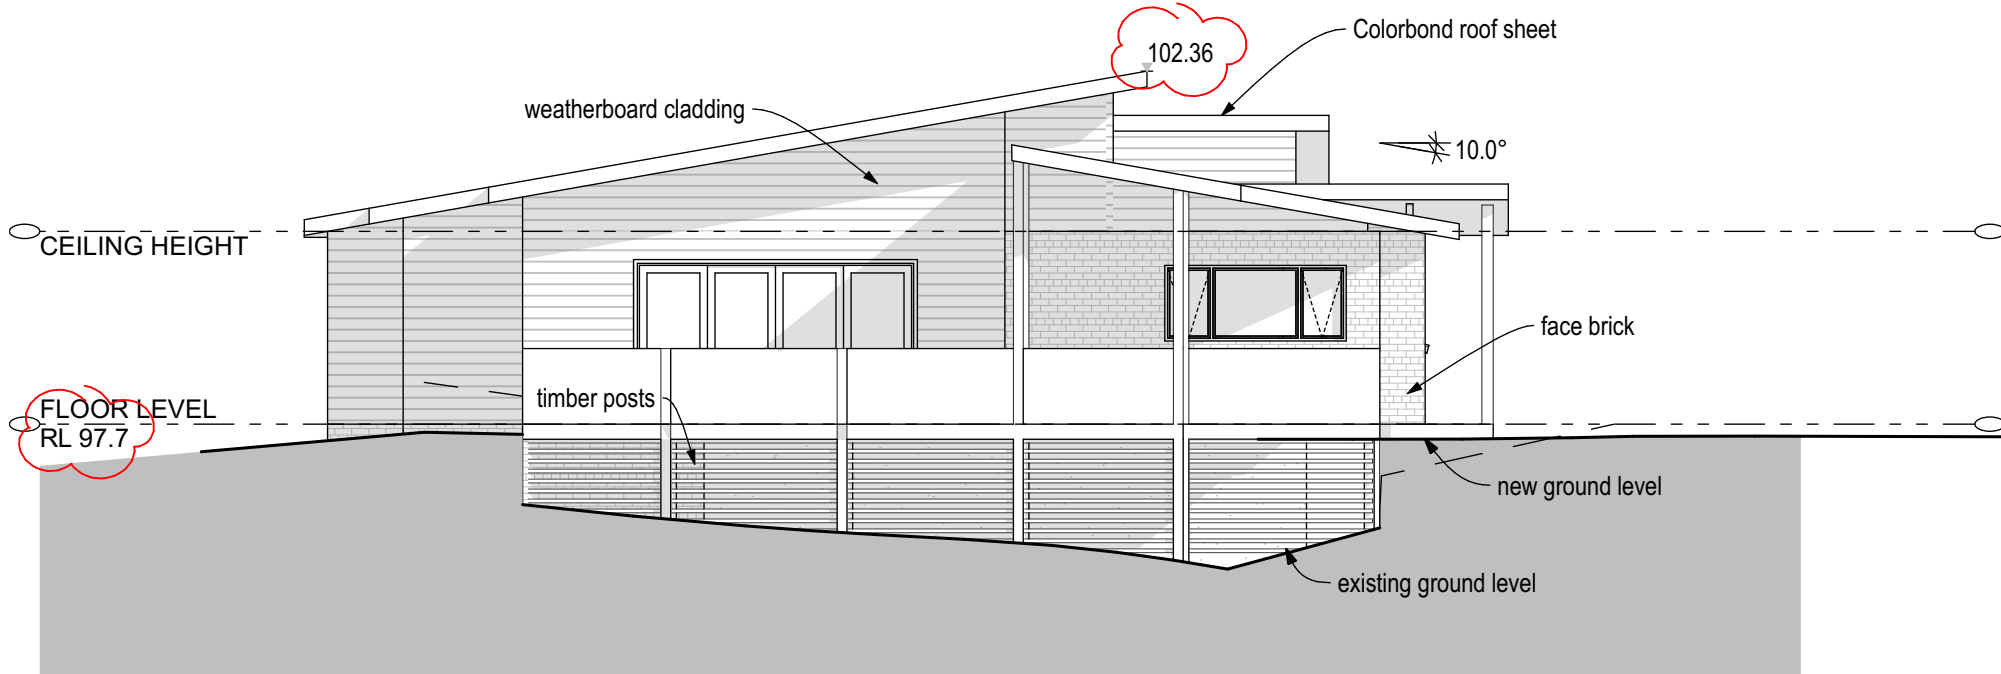 102.36
Colorbond roof sheet
weatherboard cladding
10.0°
CEILING HEIGHT
face brick
timber posts
FLOOR LEVEL
RL 97.7
new ground level
existing ground level